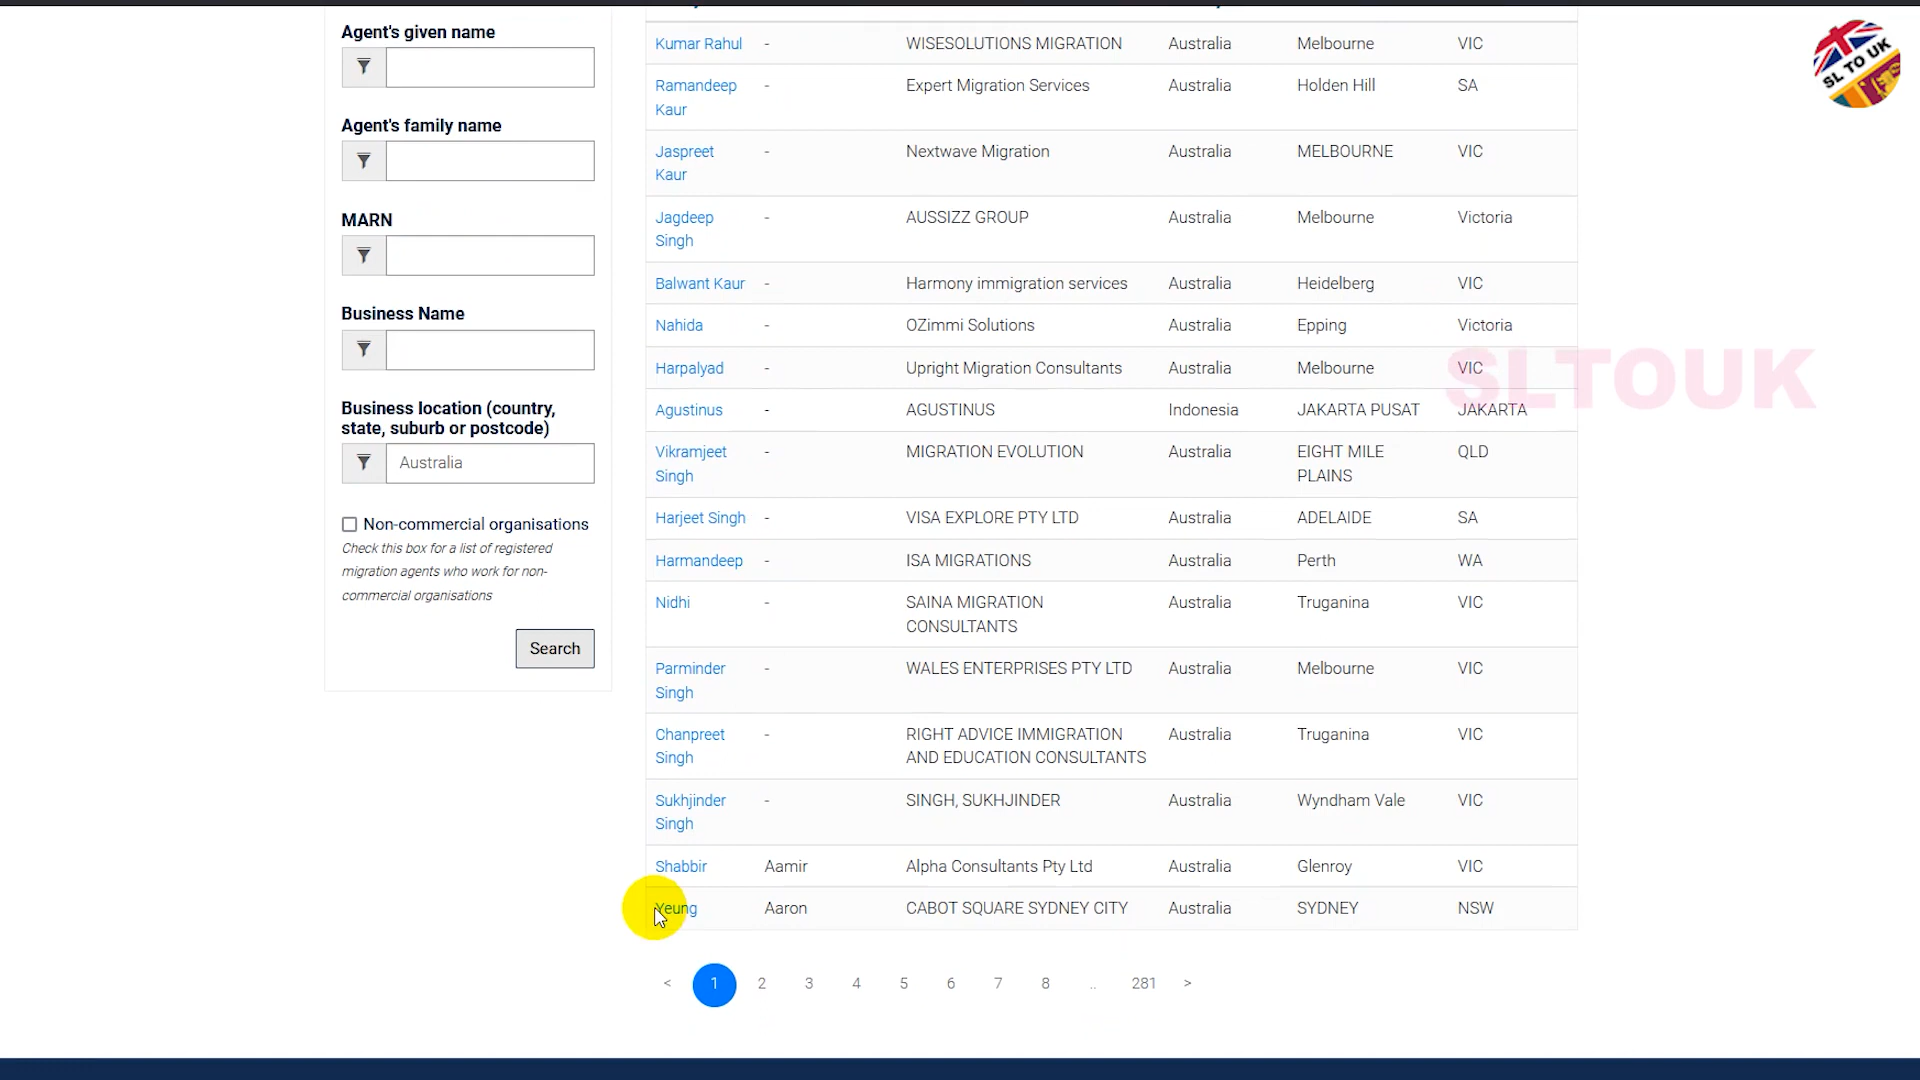 Agent's given name
Agent's family name
MARN
Business Name
Business location (country,
state, suburb or postcode)
Australia
Non-commercial organisations
Check this box for a list of registered
migration agents who work for non-
commercial organisations
Search
Kumar Rahul - WISESOLUTIONS MIGRATION Australia Melbourne VIC
Ramandeep - Expert Migration Services Australia Holden Hill SA
Kaur
Jaspreet - Nextwave Migration Australia MELBOURNE VIC
Kaur
Jagdeep - AUSSIZZ GROUP Australia Melbourne Victoria
Singh
Balwant Kaur - Harmony immigration services Australia Heidelberg VIC
Nahida - OZimmi Solutions Australia Epping Victoria
Harpalyad - Upright Migration Consultants Australia Melbourne VIC
Agustinus - AGUSTINUS Indonesia JAKARTA PUSAT JAKARTA
Vikramjeet - MIGRATION EVOLUTION Australia EIGHT MILE QLD
Singh PLAINS
Harjeet Singh - VISA EXPLORE PTY LTD Australia ADELAIDE SA
Harmandeep - ISA MIGRATIONS Australia Perth WA
Nidhi - SAINA MIGRATION Australia Truganina VIC
CONSULTANTS
Parminder - WALES ENTERPRISES PTY LTD Australia Melbourne VIC
Singh
Chanpreet - RIGHT ADVICE IMMIGRATION Australia Truganina VIC
Singh AND EDUCATION CONSULTANTS
Sukhjinder - SINGH, SUKHJINDER Australia Wyndham Vale VIC
Singh
Shabbir Aamir Alpha Consultants Pty Ltd Australia Glenroy VIC
Yeung Aaron CABOT SQUARE SYDNEY CITY Australia SYDNEY NSW
< 1 2 3 4 5 6 7 8 .. 281 >
SL TO UK
SLTOUK